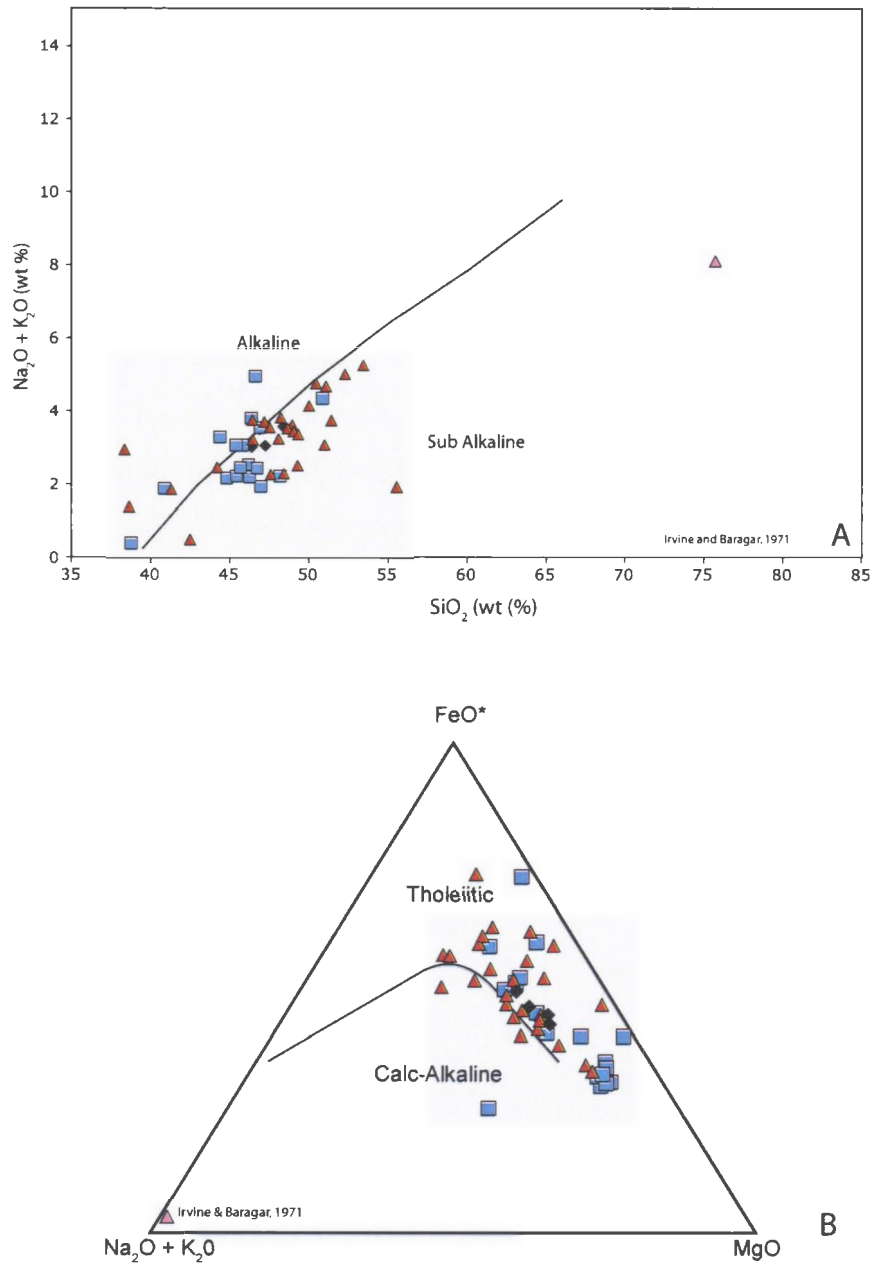 14
12
10
8
6
4
2
0
Na₂O + K₂O (wt %)
Alkaline
Sub Alkaline
Irvine and Baragar, 1971
A
35 40 45 50 55 60 65 70 75 80 85
SiO₂ (wt (%)
FeO*
Tholeiitic
Calc-Alkaline
Irvine & Baragar, 1971
B
Na₂O + K₂0
MgO